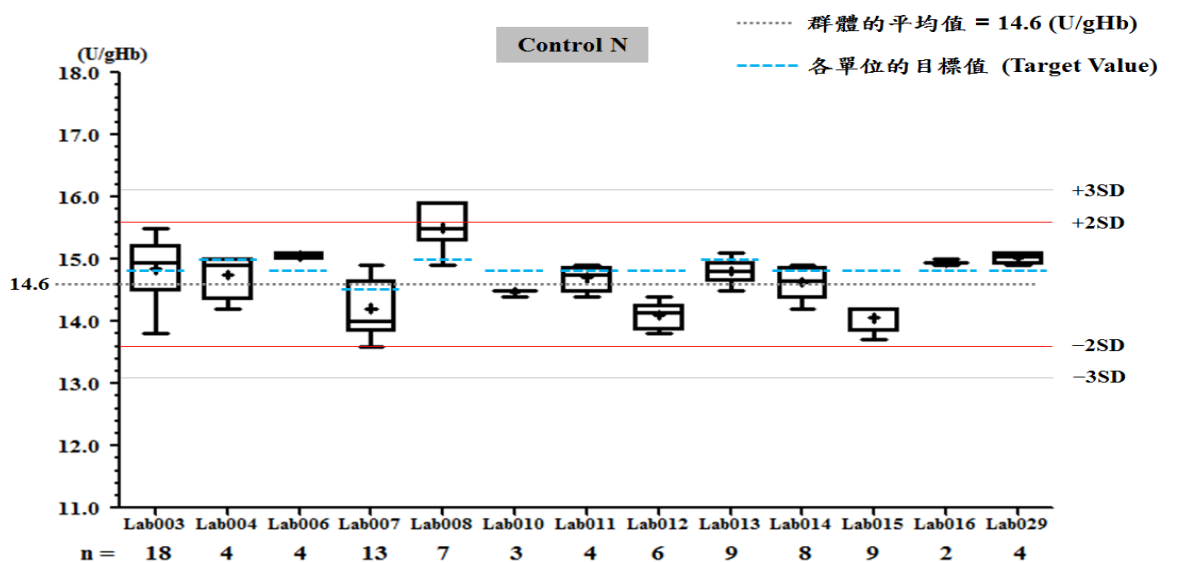 群體的平均值 = 14.6 (U/gHb)
Control N
(U/gHb)
各單位的目標值 (Target Value)
18.0
17.0
16.0
+3SD
+2SD
15.0
14.6
14.0
−2SD
13.0
−3SD
12.0
11.0
Lab003 Lab004 Lab006 Lab007 Lab008 Lab010 Lab011 Lab012 Lab013 Lab014 Lab015 Lab016 Lab029
n = 18 4 4 13 7 3 4 6 9 8 9 2 4